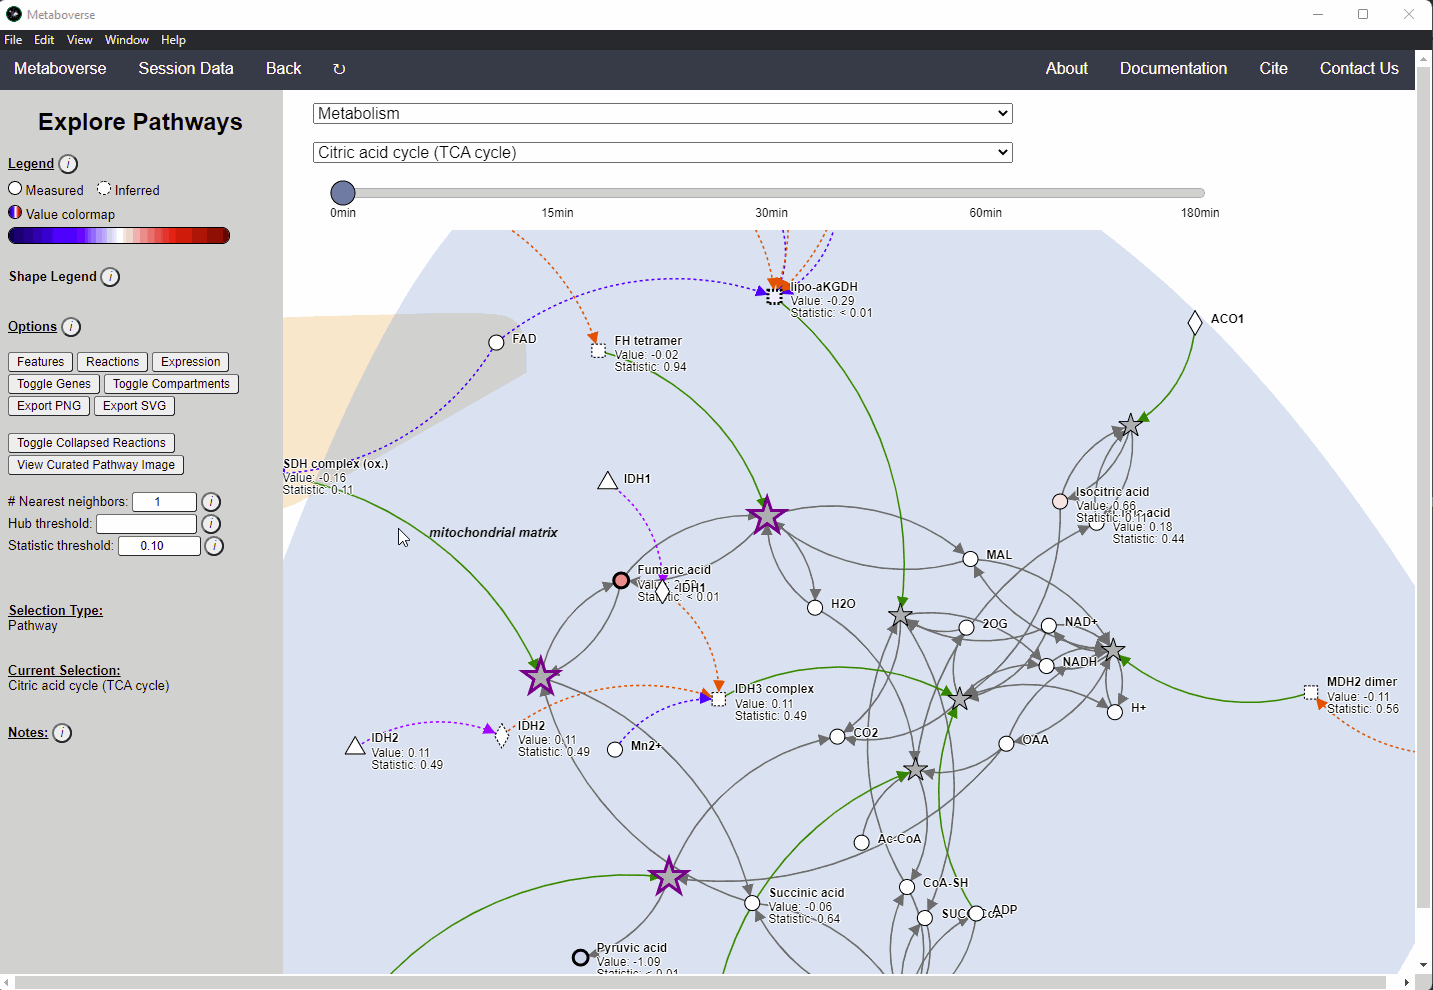 Metaboverse
File Edit View Window Help
Metaboverse Session Data Back ↻ About Documentation Cite Contact Us
Explore Pathways
Legend i
Measured Inferred
Value colormap
Shape Legend i
Options i
Features Reactions Expression
Toggle Genes Toggle Compartments
Export PNG Export SVG
Toggle Collapsed Reactions
View Curated Pathway Image
# Nearest neighbors: 1 i
Hub threshold: i
Statistic threshold: 0.10 i
Selection Type:
Pathway
Current Selection:
Citric acid cycle (TCA cycle)
Notes: i
Metabolism
Citric acid cycle (TCA cycle)
0min 15min 30min 60min 180min
lipo-aKGDH
Value: -0.29
Statistic: < 0.01
ACO1
FAD
FH tetramer
Value: -0.02
Statistic: 0.94
SDH complex (ox.)
Value: -0.16
Statistic: 0.11
IDH1
Isocitric acid
Value: 0.66
Statistic: 0.11
acid
Value: 0.18
Statistic: 0.44
mitochondrial matrix
MAL
Fumaric acid
Statistic: < 0.01
IDH1
H2O
2OG
NAD+
NADH
MDH2 dimer
Value: -0.11
Statistic: 0.56
IDH3 complex
Value: 0.11
Statistic: 0.49
H+
IDH2
Value: 0.11
Statistic: 0.49
IDH2
Value: 0.11
Statistic: 0.49
Mn2+
CO2
OAA
Ac-CoA
CoA-SH
Succinic acid
Value: -0.06
Statistic: 0.64
ADP
Pyruvic acid
Value: -1.09
Statistic: < 0.01